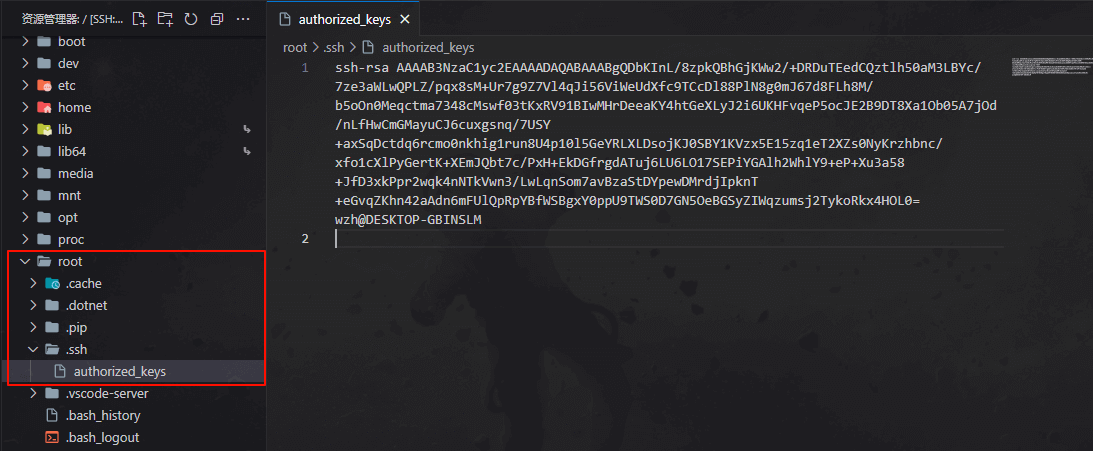 资源管理器: / [SSH:...
boot
dev
etc
home
lib
lib64
media
mnt
opt
proc
root
.cache
.dotnet
.pip
.ssh
authorized_keys
.vscode-server
.bash_history
.bash_logout
authorized_keys
root > .ssh > authorized_keys
1 ssh-rsa AAAAB3NzaC1yc2EAAAADAQABAAABgQDbKInL/8zpkQBhGjKWw2/+DRDuTEedCQztlh50aM3LBYc/
7ze3aWLwQPLZ/pqx8sM+Ur7g9Z7Vl4qJi56ViWeUdXfc9TCcDl88PlN8g0mJ67d8FLh8M/
b5oOn0Meqctma7348cMswf03tKxRV91BIwMHrDeeaKY4htGeXLyJ2i6UKHFvqeP5ocJE2B9DT8Xa1Ob05A7jOd
/nLfHwCmGMayuCJ6cuxgsnq/7USY
+axSqDctdq6rcmo0nkhig1run8U4p10l5GeYRLXLDsojKJ0SBY1KVzx5E15zq1eT2XZs0NyKrzhbnc/
xfo1cXlPyGertK+XEmJQbt7c/PxH+EkDGfrgdATuj6LU6LO17SEPiYGAlh2WhlY9+eP+Xu3a58
+JfD3xkPpr2wqk4nNTkVwn3/LwLqnSom7avBzaStDYpewDMrdjIpknT
+eGvqZKhn42aAdn6mFUlQpRpYBfWSBgxY0ppU9TWS0D7GN5OeBGSyZIWqzumsj2TykoRkx4HOL0=
wzh@DESKTOP-GBINSLM
2